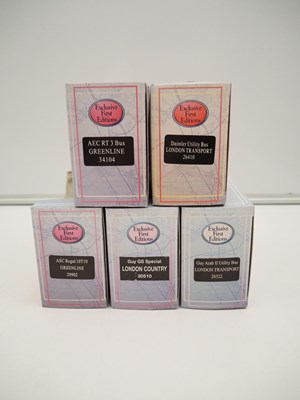 Exclusive
First
Editions
AEC RT 3 Bus
GREENLINE
34104
Exclusive
First
Editions
Daimler Utility Bus
LONDON TRANSPORT
26410
Exclusive
First
Editions
AEC Regal 10T10
GREENLINE
29902
Exclusive
First
Editions
Guy GS Special
LONDON COUNTRY
30510
Exclusive
First
Editions
Guy Arab II Utility Bus
LONDON TRANSPORT
26322